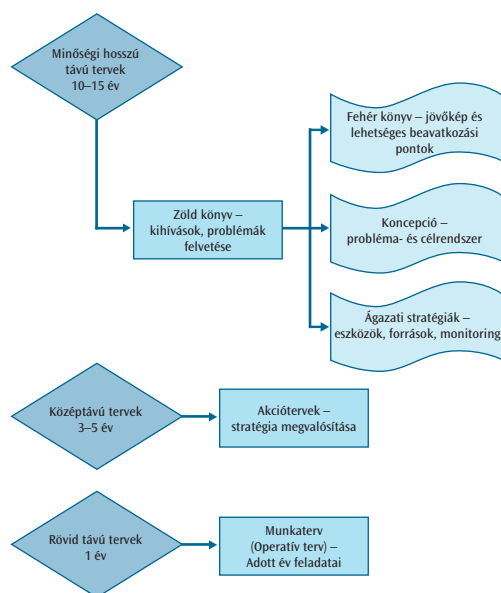 Minőségi hosszú
távú tervek
10–15 év
Fehér könyv – jövőkép és
lehetséges beavatkozási
pontok
Zöld könyv –
kihívások, problémák
felvetése
Koncepció –
probléma- és célrendszer
Ágazati stratégiák –
eszközök, források, monitoring
Középtávú tervek
3–5 év
Akciótervek –
stratégia megvalósítása
Rövid távú tervek
1 év
Munkaterv
(Operatív terv) –
Adott év feladatai